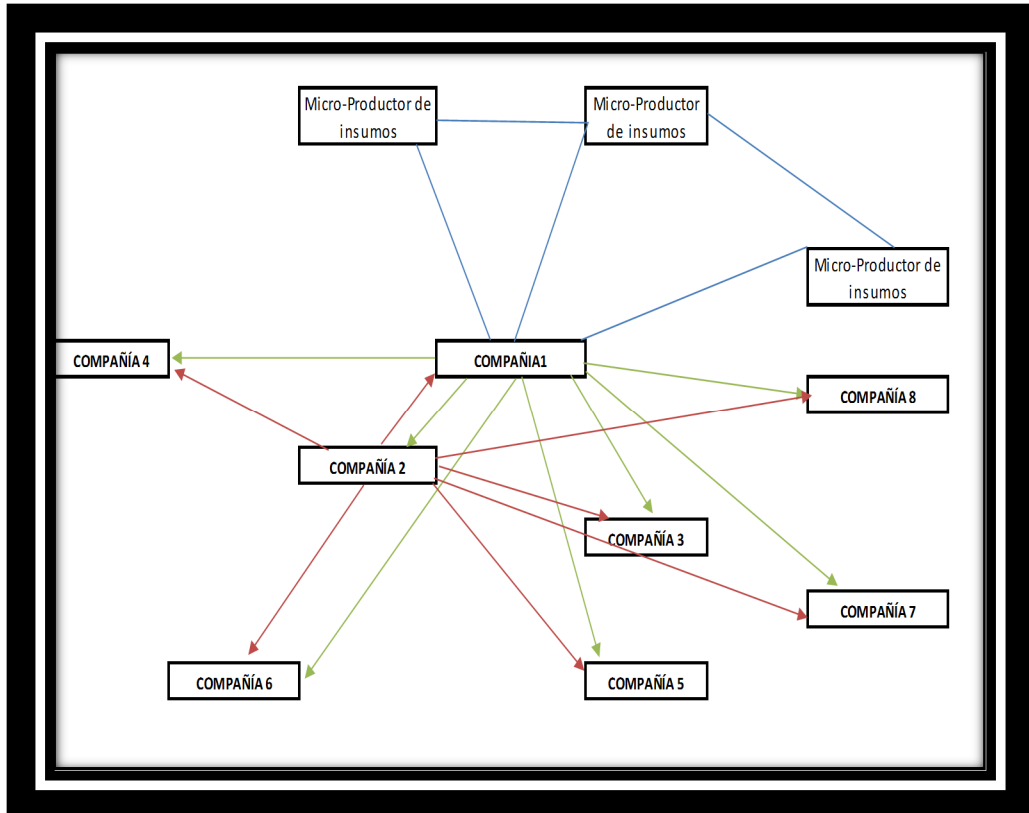 Micro-Productor de
insumos
Micro-Productor
de insumos
Micro-Productor de
insumos
COMPAÑÍA 4
COMPAÑIA1
COMPAÑÍA 8
COMPAÑÍA 2
COMPAÑÍA 3
COMPAÑÍA 7
COMPAÑÍA 6
COMPAÑÍA 5